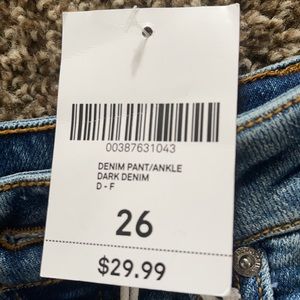 00387631043
DENIM PANT/ANKLE
DARK DENIM
D - F
26
$29.99